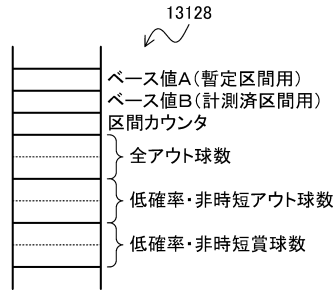 13128
ベース値A(暫定区間用)
ベース値B(計測済区間用)
区間カウンタ
全アウト球数
低確率・非時短アウト球数
低確率・非時短賞球数